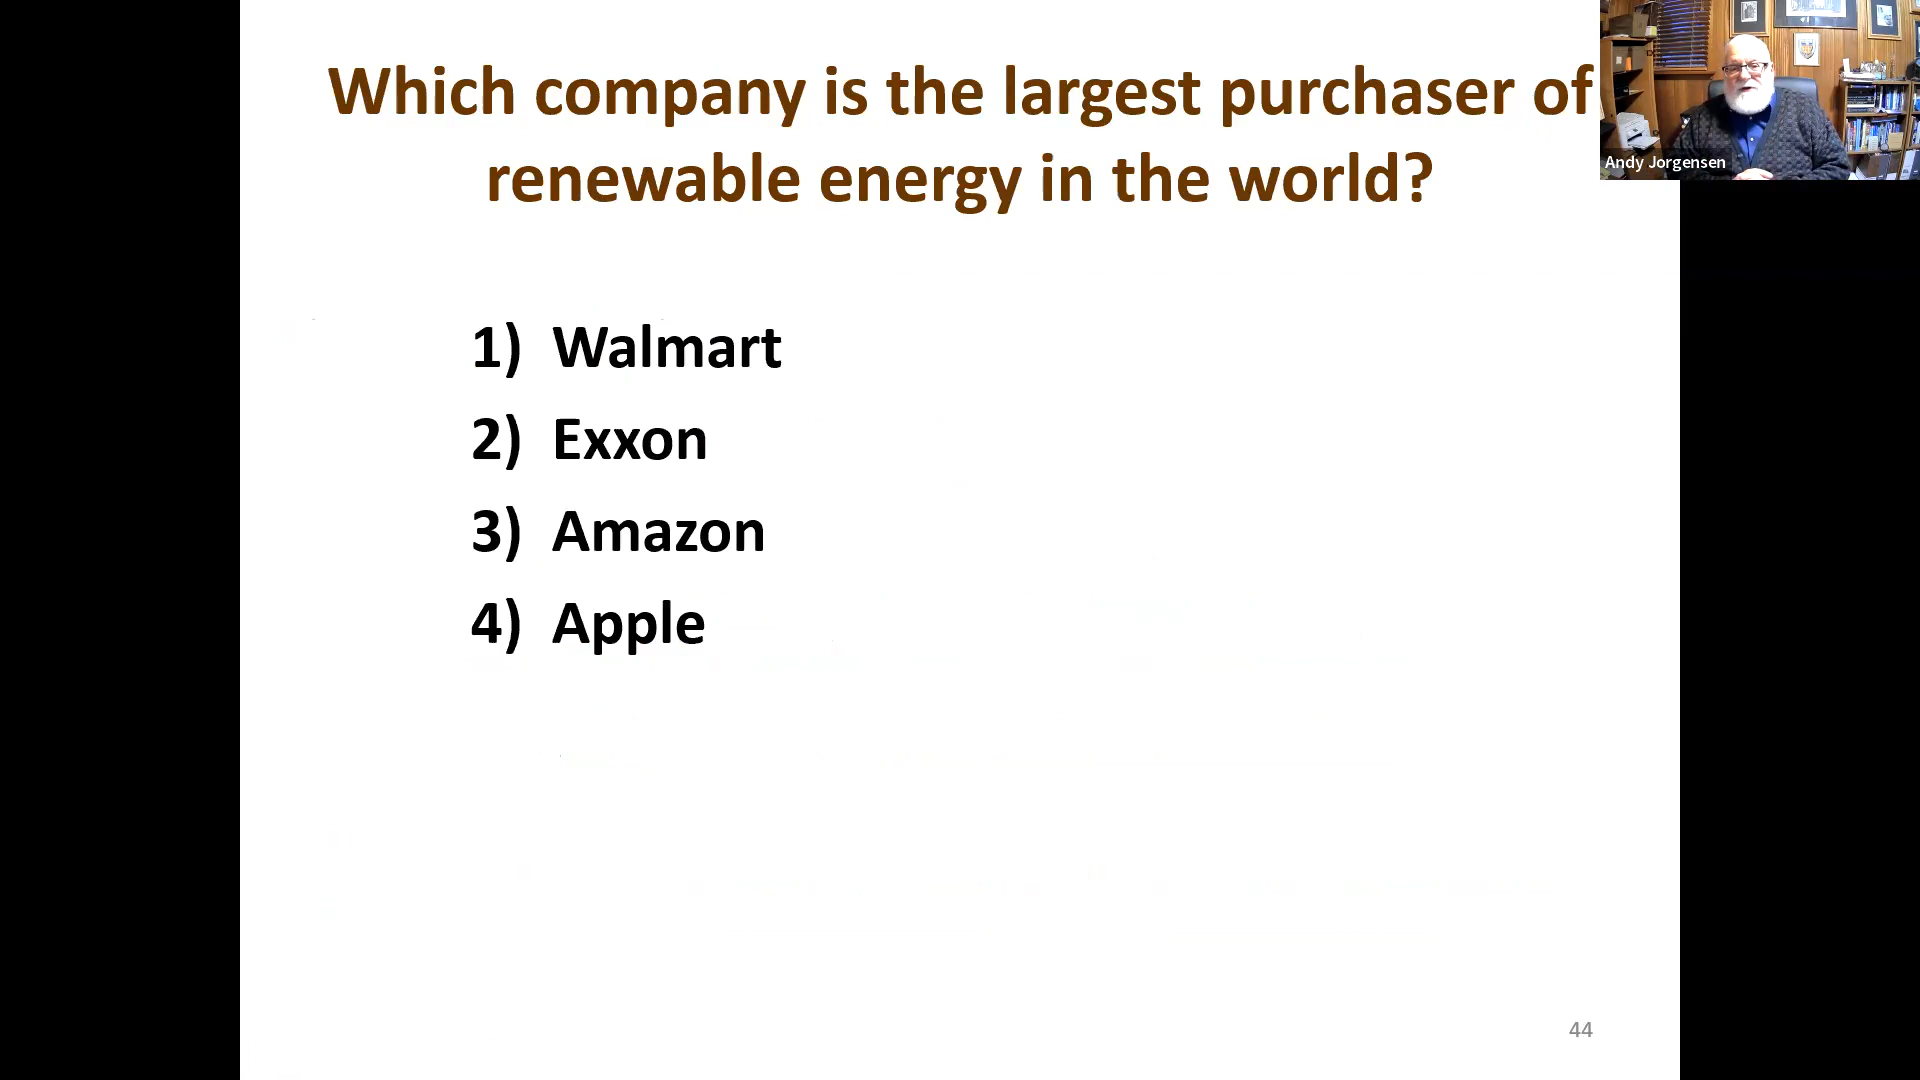 Which company is the largest purchaser of
renewable energy in the world?
Andy Jorgensen
1) Walmart
2) Exxon
3) Amazon
4) Apple
44